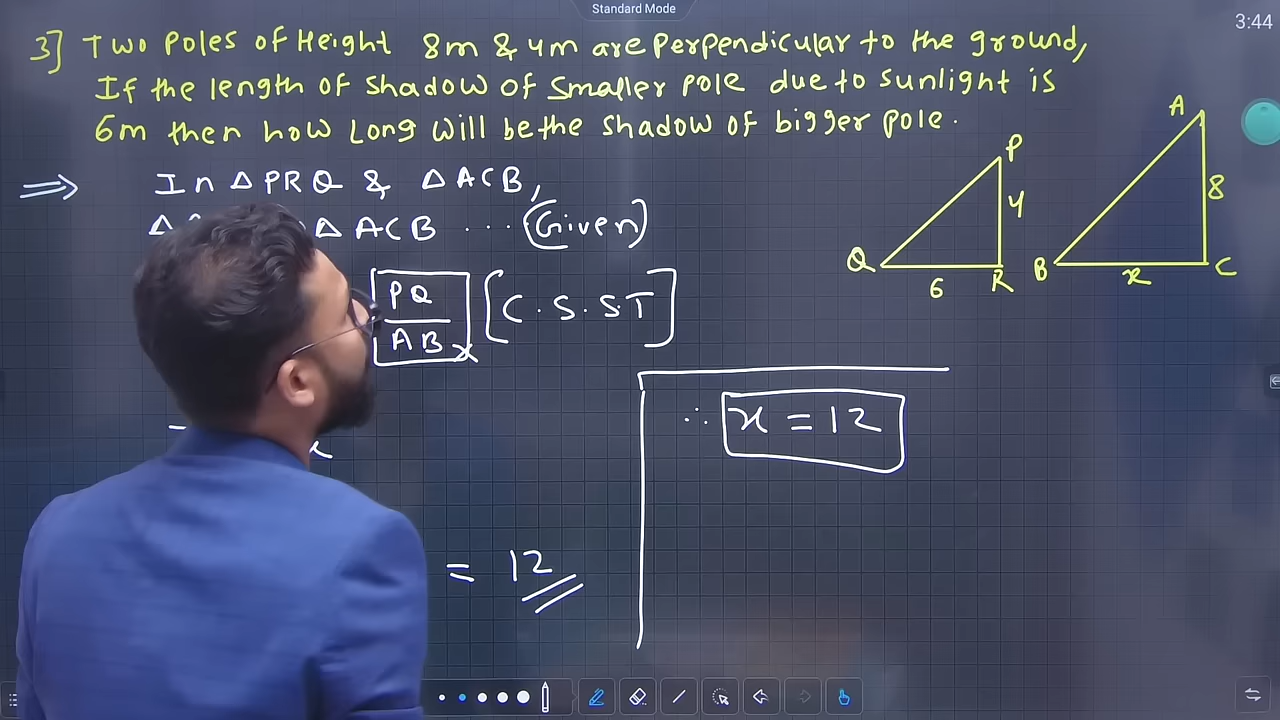 Standard Mode
3:44
3] Two Poles of Height 8m & 4m are perpendicular to the ground,
If the length of shadow of smaller pole due to sunlight is
6m then how Long will be the shadow of bigger pole.
⇒ In △PRQ & △ACB,
△ △ACB ... (Given)
PQ
AB
[C.S.S.T]
x
= 12
∴ x = 12
P
4
Q
6
R
A
8
B
x
C